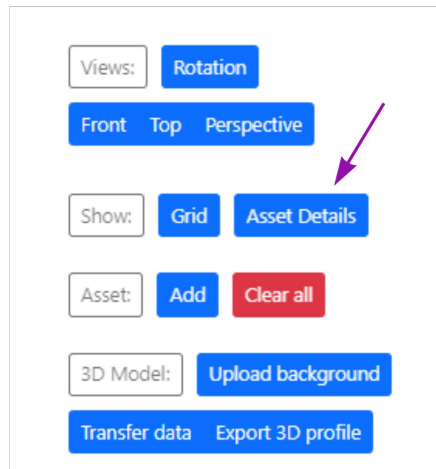 Views: Rotation
Front Top Perspective
Show: Grid Asset Details
Asset: Add Clear all
3D Model: Upload background
Transfer data Export 3D profile